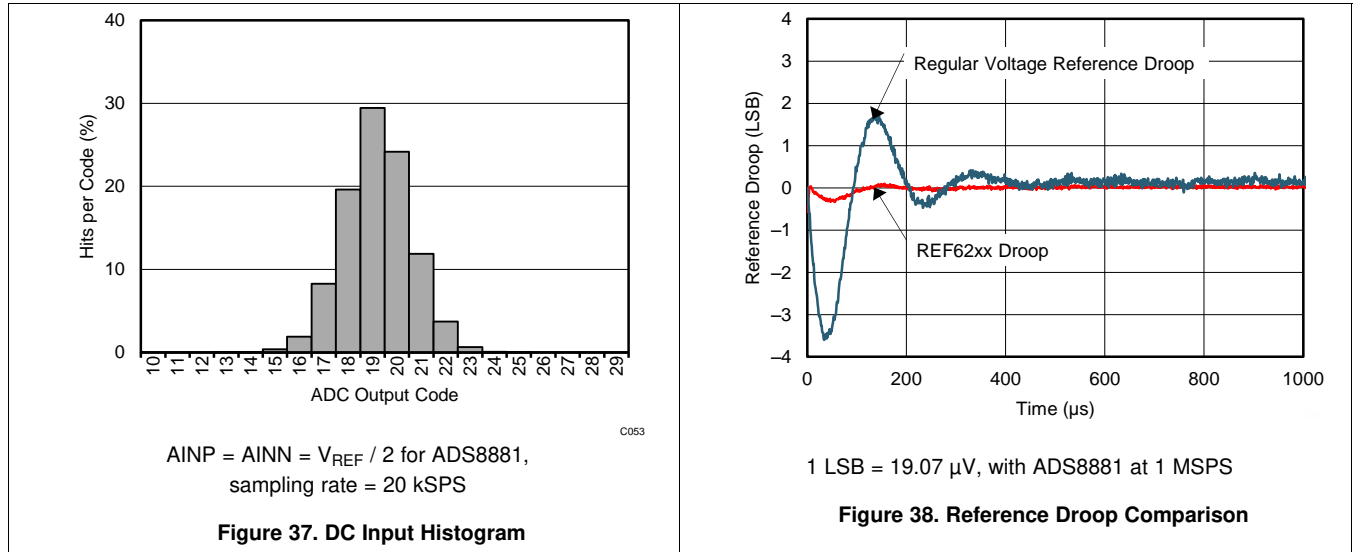 40
30
20
10
0
Hits per Code (%)
10 11 12 13 14 15 16 17 18 19 20 21 22 23 24 25 26 27 28 29
ADC Output Code
C053
AINP = AINN = VREF / 2 for ADS8881,
sampling rate = 20 kSPS
Figure 37. DC Input Histogram
4
3
2
1
0
–1
–2
–3
–4
Reference Droop (LSB)
Regular Voltage Reference Droop
REF62xx Droop
0 200 400 600 800 1000
Time (µs)
1 LSB = 19.07 µV, with ADS8881 at 1 MSPS
Figure 38. Reference Droop Comparison